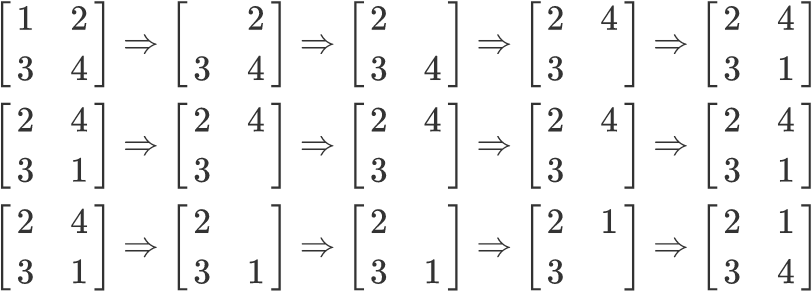 [1 2 ; 3 4] ⇒ [  2 ; 3 4] ⇒ [2   ; 3 4] ⇒ [2 4 ; 3  ] ⇒ [2 4 ; 3 1]
[2 4 ; 3 1] ⇒ [2 4 ; 3  ] ⇒ [2 4 ; 3  ] ⇒ [2 4 ; 3  ] ⇒ [2 4 ; 3 1]
[2 4 ; 3 1] ⇒ [2   ; 3 1] ⇒ [2   ; 3 1] ⇒ [2 1 ; 3  ] ⇒ [2 1 ; 3 4]